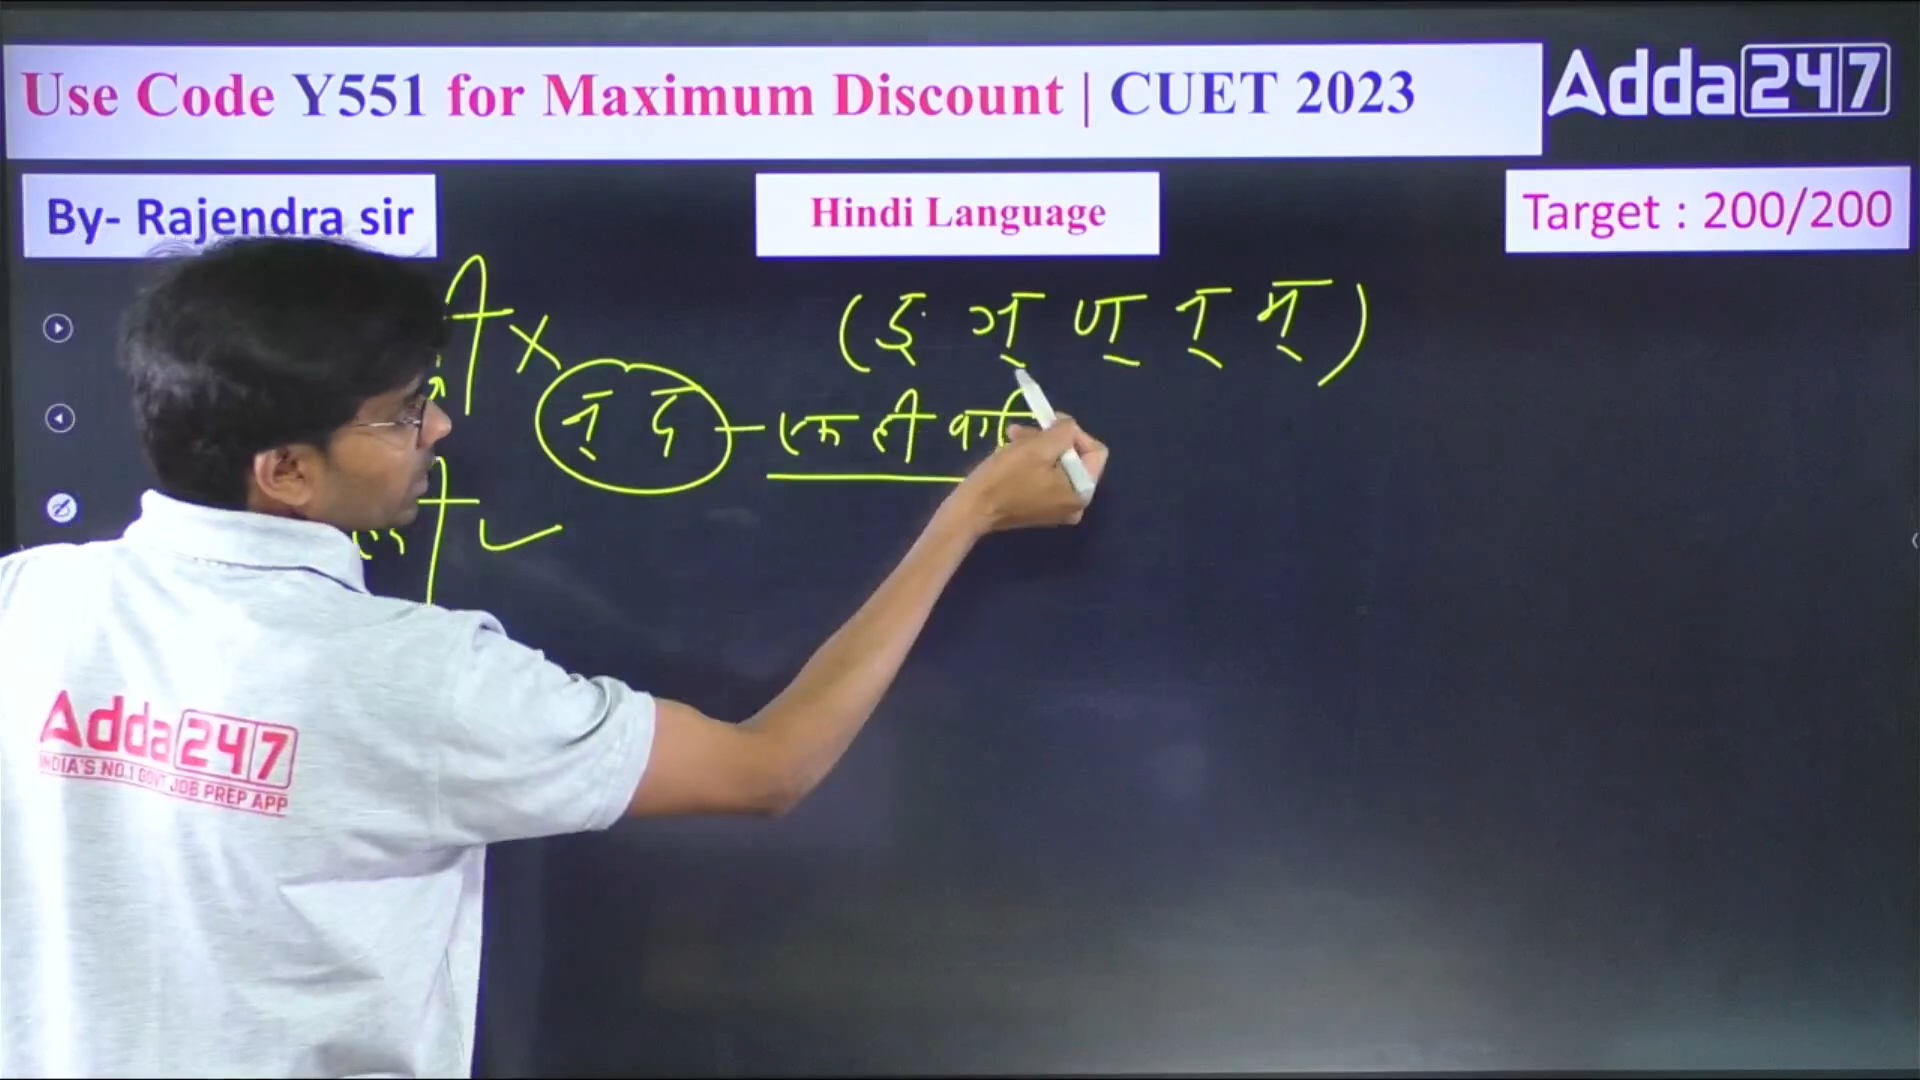 Use Code Y551 for Maximum Discount | CUET 2023
Adda247
By- Rajendra sir
Hindi Language
Target : 200/200
(ङ् ञ् ण् न् म्)
न् द - एक ही
Adda247
INDIA'S NO.1 GOVT JOB PREP APP